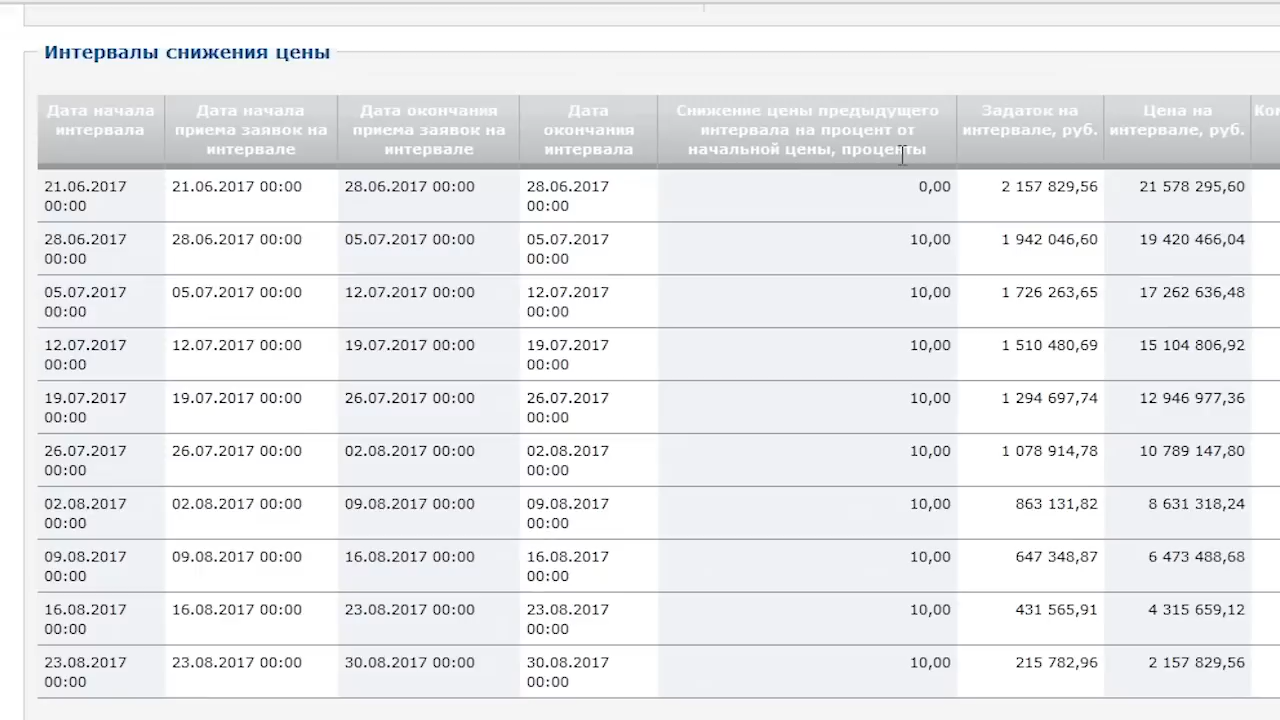 Интервалы снижения цены
Дата начала интервала Дата начала приема заявок на интервале Дата окончания приема заявок на интервале Дата окончания интервала Снижение цены предыдущего интервала на процент от начальной цены, проценты Задаток на интервале, руб. Цена на интервале, руб.
21.06.2017 00:00 21.06.2017 00:00 28.06.2017 00:00 28.06.2017 00:00 0,00 2 157 829,56 21 578 295,60
28.06.2017 00:00 28.06.2017 00:00 05.07.2017 00:00 05.07.2017 00:00 10,00 1 942 046,60 19 420 466,04
05.07.2017 00:00 05.07.2017 00:00 12.07.2017 00:00 12.07.2017 00:00 10,00 1 726 263,65 17 262 636,48
12.07.2017 00:00 12.07.2017 00:00 19.07.2017 00:00 19.07.2017 00:00 10,00 1 510 480,69 15 104 806,92
19.07.2017 00:00 19.07.2017 00:00 26.07.2017 00:00 26.07.2017 00:00 10,00 1 294 697,74 12 946 977,36
26.07.2017 00:00 26.07.2017 00:00 02.08.2017 00:00 02.08.2017 00:00 10,00 1 078 914,78 10 789 147,80
02.08.2017 00:00 02.08.2017 00:00 09.08.2017 00:00 09.08.2017 00:00 10,00 863 131,82 8 631 318,24
09.08.2017 00:00 09.08.2017 00:00 16.08.2017 00:00 16.08.2017 00:00 10,00 647 348,87 6 473 488,68
16.08.2017 00:00 16.08.2017 00:00 23.08.2017 00:00 23.08.2017 00:00 10,00 431 565,91 4 315 659,12
23.08.2017 00:00 23.08.2017 00:00 30.08.2017 00:00 30.08.2017 00:00 10,00 215 782,96 2 157 829,56